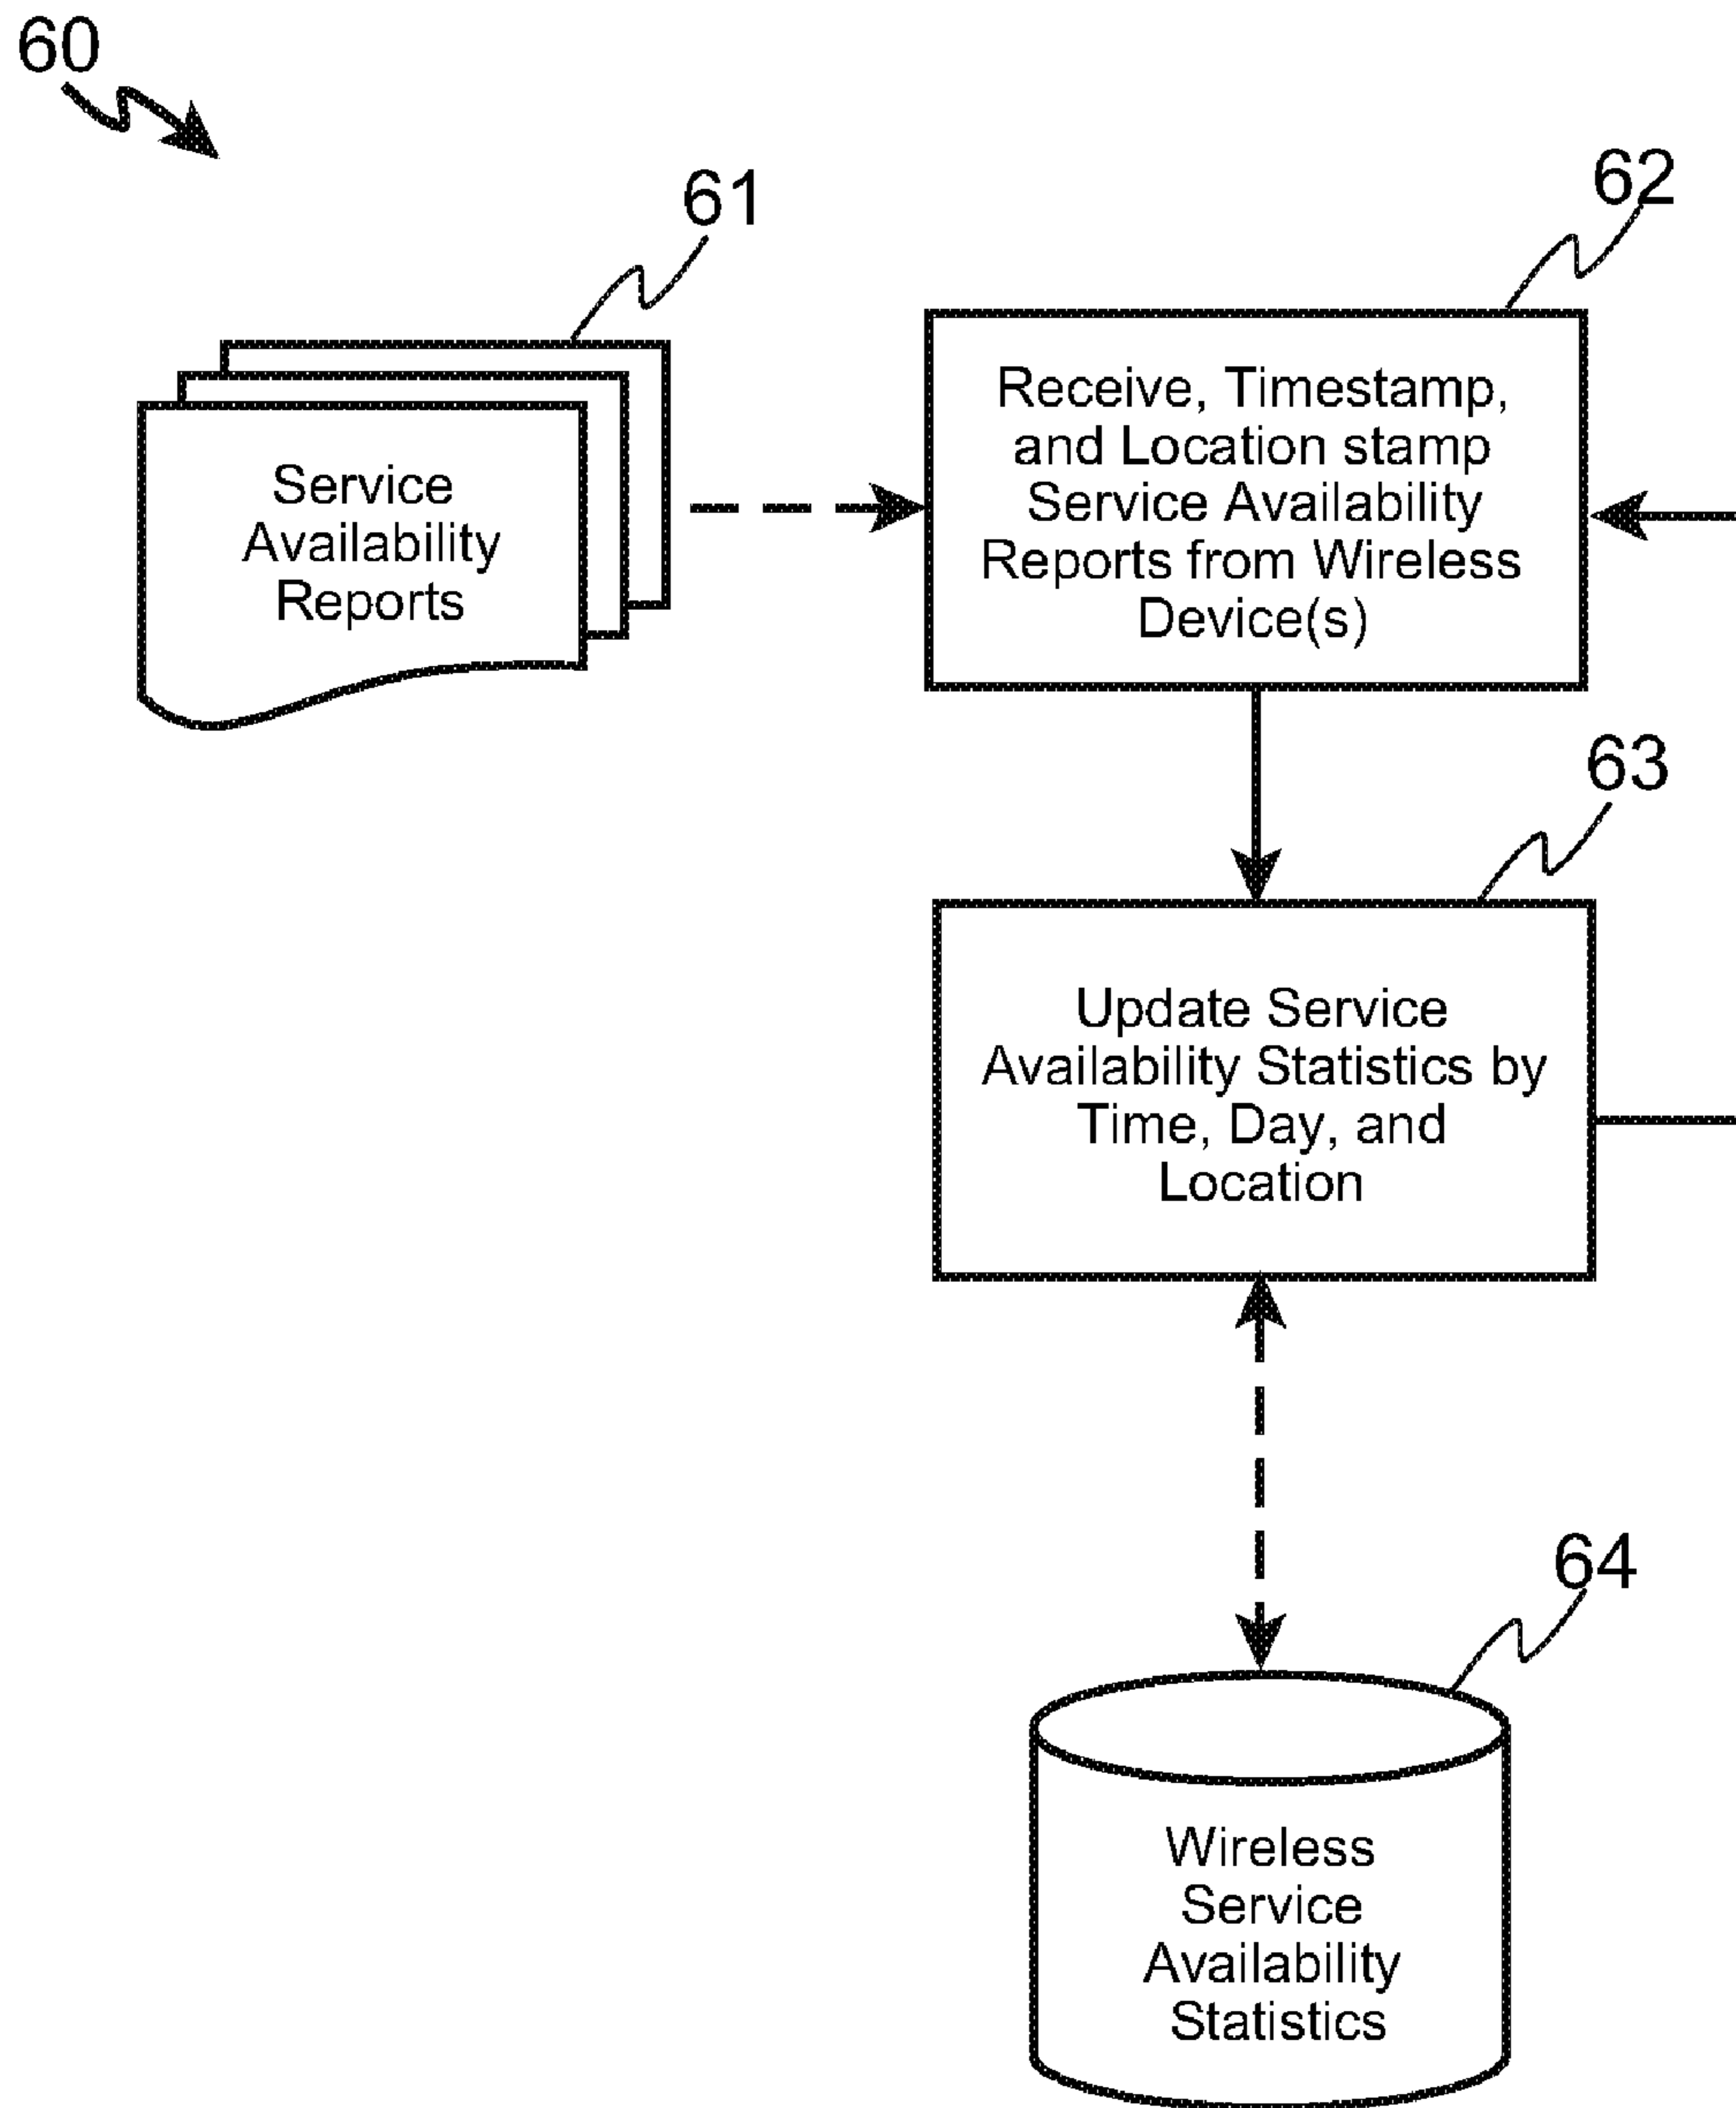 60
61
62
Service
Availability
Reports
Receive, Timestamp,
and Location stamp
Service Availability
Reports from Wireless
Device(s)
63
Update Service
Availability Statistics by
Time, Day, and
Location
64
Wireless
Service
Availability
Statistics